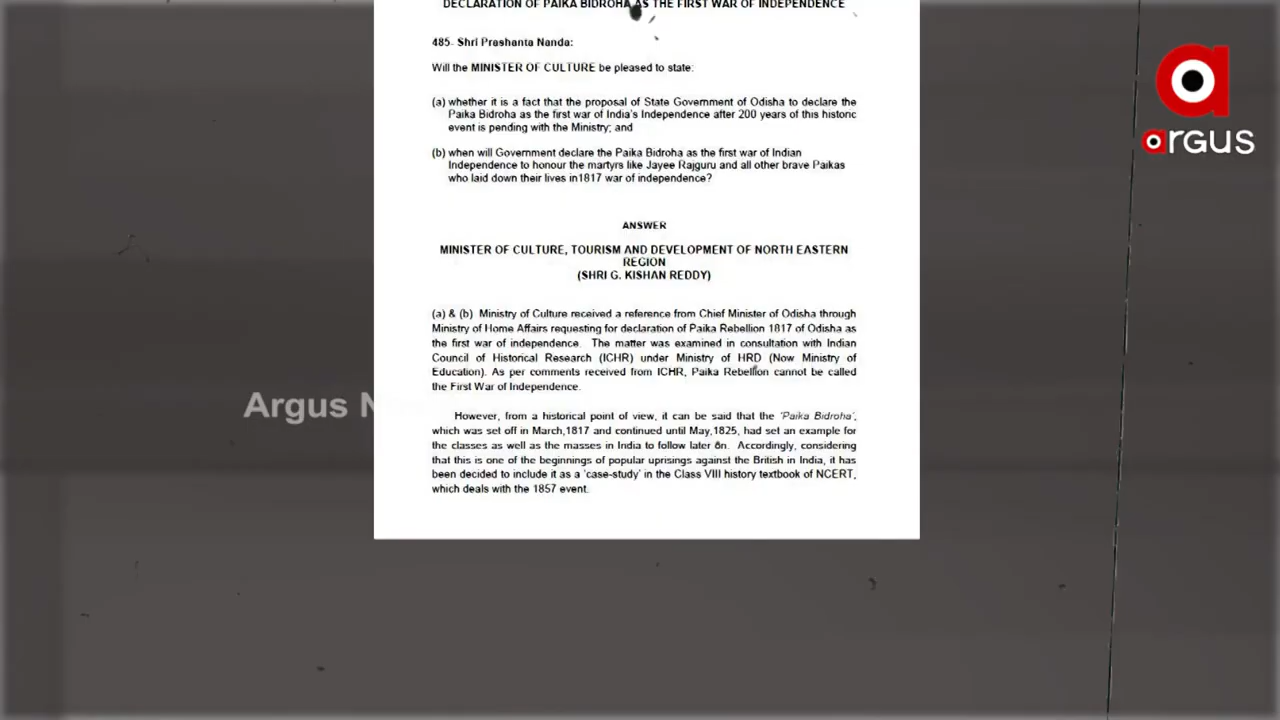 DECLARATION OF PAIKA BIDROHA AS THE FIRST WAR OF INDEPENDENCE
485- Shri Prashanta Nanda:
Will the MINISTER OF CULTURE be pleased to state:
(a) whether it is a fact that the proposal of State Government of Odisha to declare the
Paika Bidroha as the first war of India's Independence after 200 years of this historic
event is pending with the Ministry; and
(b) when will Government declare the Paika Bidroha as the first war of Indian
Independence to honour the martyrs like Jayee Rajguru and all other brave Paikas
who laid down their lives in1817 war of independence?
ANSWER
MINISTER OF CULTURE, TOURISM AND DEVELOPMENT OF NORTH EASTERN
REGION
(SHRI G. KISHAN REDDY)
(a) & (b) Ministry of Culture received a reference from Chief Minister of Odisha through
Ministry of Home Affairs requesting for declaration of Paika Rebellion 1817 of Odisha as
the first war of independence. The matter was examined in consultation with Indian
Council of Historical Research (ICHR) under Ministry of HRD (Now Ministry of
Education). As per comments received from ICHR, Paika Rebellion cannot be called
the First War of Independence.
However, from a historical point of view, it can be said that the 'Paika Bidroha',
which was set off in March,1817 and continued until May,1825, had set an example for
the classes as well as the masses in India to follow later on. Accordingly, considering
that this is one of the beginnings of popular uprisings against the British in India, it has
been decided to include it as a 'case-study' in the Class VIII history textbook of NCERT,
which deals with the 1857 event.
argus
Argus